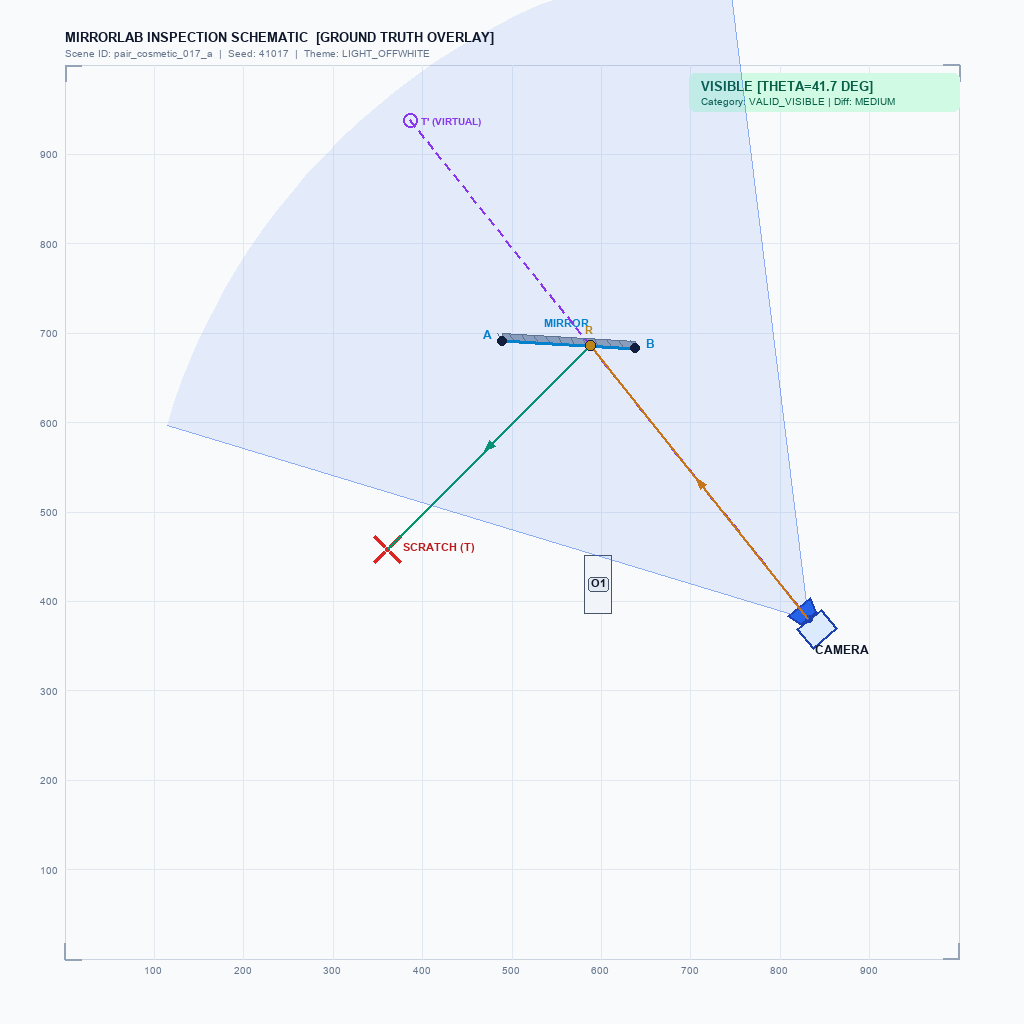 MIRRORLAB INSPECTION SCHEMATIC [GROUND TRUTH OVERLAY]
Scene ID: pair_cosmetic_017_a | Seed: 41017 | Theme: LIGHT_OFFWHITE
VISIBLE [THETA=41.7 DEG]
Category: VALID_VISIBLE | Diff: MEDIUM
T' (VIRTUAL)
900
800
700
600
500
400
300
200
100
MIRROR
R
A
B
SCRATCH (T)
O1
CAMERA
100 200 300 400 500 600 700 800 900